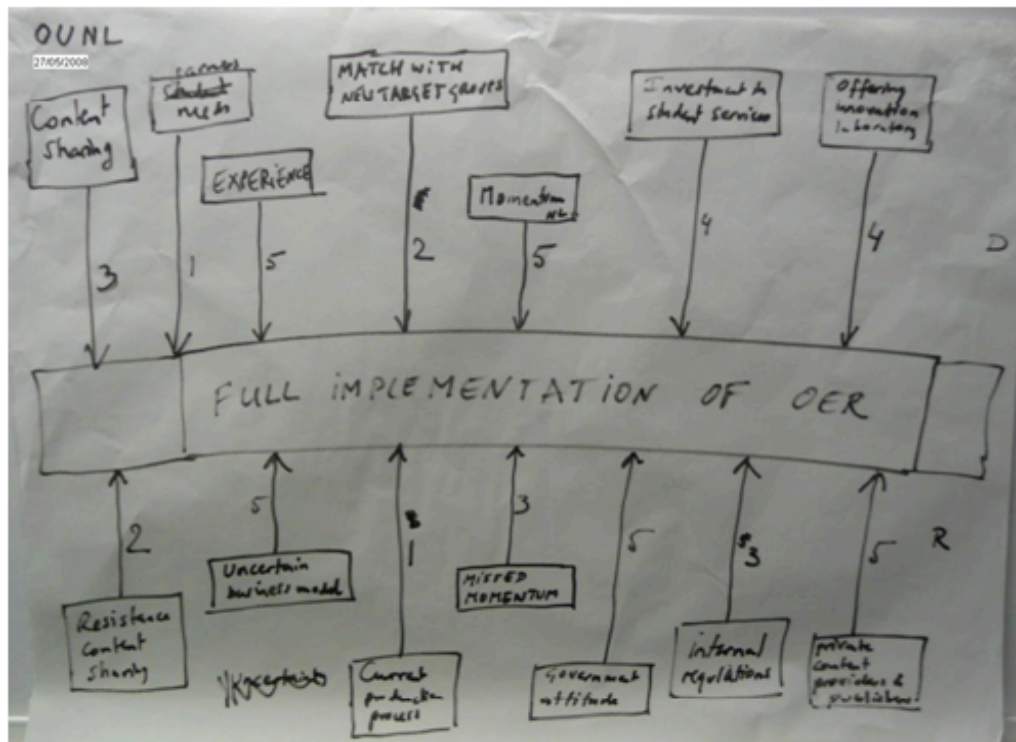 OUNL
27/05/2008
Content
Sharing
3
Learners
Student
needs
1
EXPERIENCE
5
MATCH WITH
NEW TARGET GROUPS
2
Momentum
NL
5
Investment in
student services
4
Offering
innovation
laboratory
4
D
FULL IMPLEMENTATION OF OER
2
Resistance
content
sharing
5
Uncertain
business model
Uncertainty
1
Current
production
process
3
MISSED
MOMENTUM
5
Government
attitude
3
internal
regulations
5
private
content
providers &
publishers
R